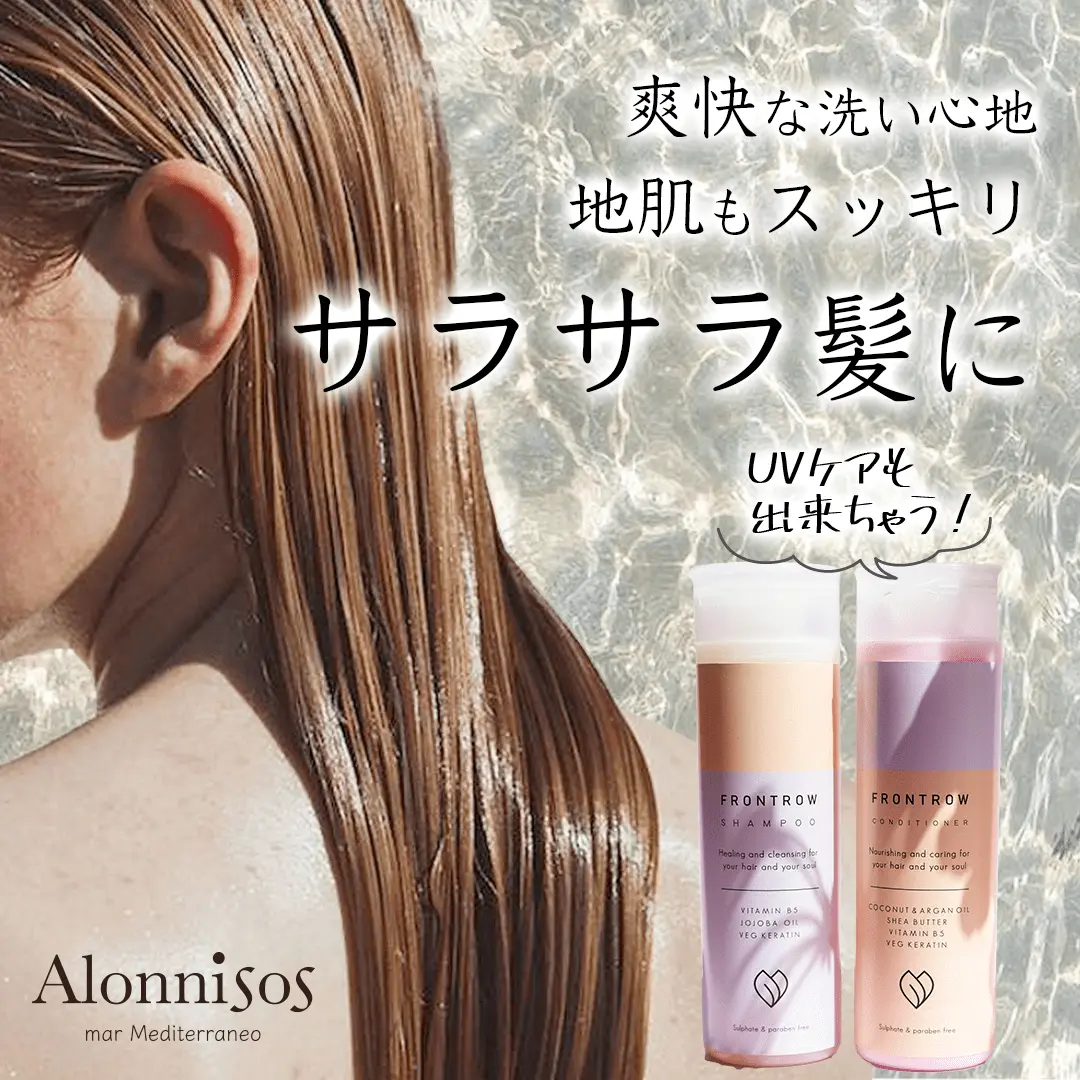 爽快な洗い心地
地肌もスッキリ
サラサラ髪に
UVケアも
出来ちゃう!
FRONTROW
SHAMPOO
Healing and cleansing for
your hair and your soul
VITAMIN B5
JOJOBA OIL
VEG KERATIN
Sulphate & paraben free
FRONTROW
CONDITIONER
Nourishing and caring for
your hair and your soul
COCONUT & ARGAN OIL
SHEA BUTTER
VITAMIN B5
VEG KERATIN
Sulphate & paraben free
Alonnisos
mar Mediterraneo